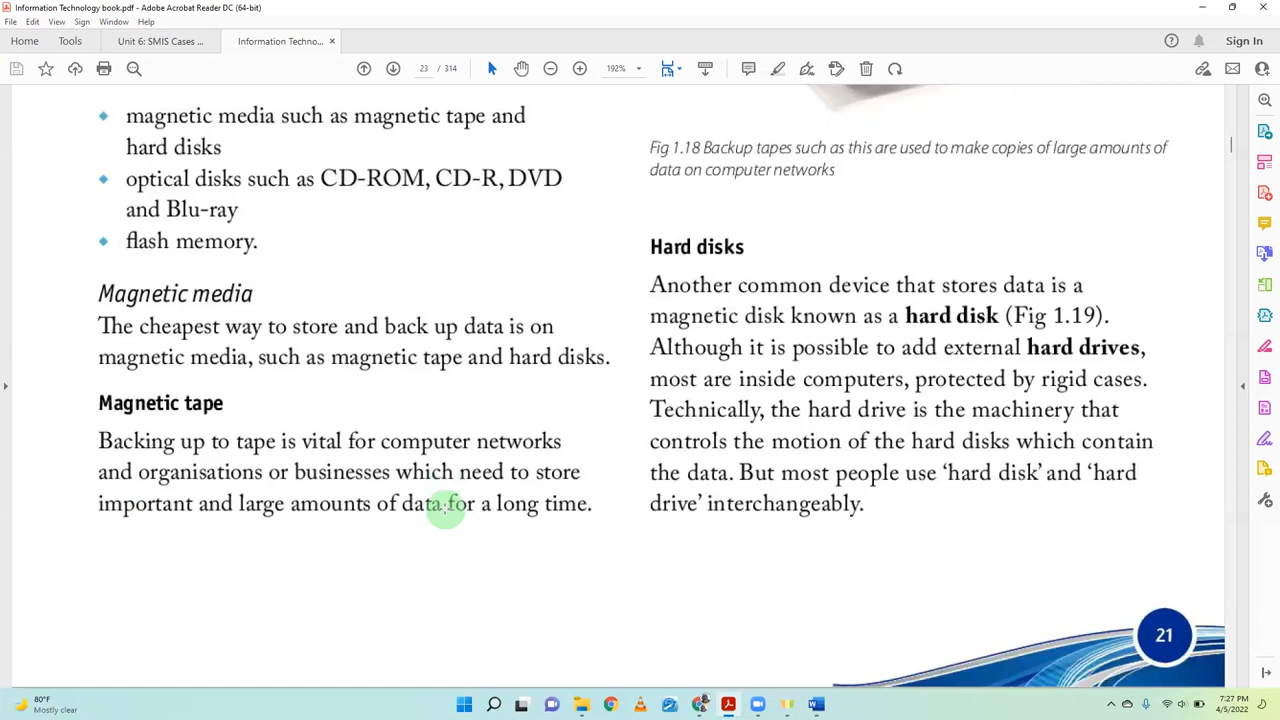 Information Technology book.pdf - Adobe Acrobat Reader DC (64-bit)
File Edit View Sign Window Help
Home Tools Unit 6: SMIS Cases ... Information Techno... × Sign In
23 / 314 192%
magnetic media such as magnetic tape and
hard disks
optical disks such as CD-ROM, CD-R, DVD
and Blu-ray
flash memory.
Magnetic media
The cheapest way to store and back up data is on
magnetic media, such as magnetic tape and hard disks.
Magnetic tape
Backing up to tape is vital for computer networks
and organisations or businesses which need to store
important and large amounts of data for a long time.
Fig 1.18 Backup tapes such as this are used to make copies of large amounts of
data on computer networks
Hard disks
Another common device that stores data is a
magnetic disk known as a hard disk (Fig 1.19).
Although it is possible to add external hard drives,
most are inside computers, protected by rigid cases.
Technically, the hard drive is the machinery that
controls the motion of the hard disks which contain
the data. But most people use ‘hard disk’ and ‘hard
drive’ interchangeably.
21
80°F
Mostly clear
7:27 PM
4/5/2022